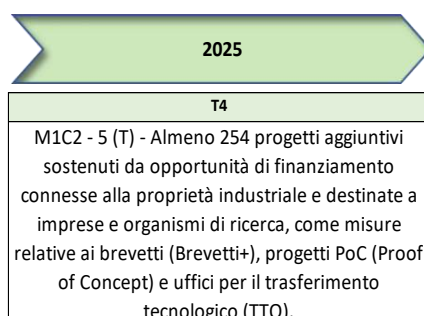 2025
T4
M1C2 - 5 (T) - Almeno 254 progetti aggiuntivi
sostenuti da opportunità di finanziamento
connesse alla proprietà industriale e destinate a
imprese e organismi di ricerca, come misure
relative ai brevetti (Brevetti+), progetti PoC (Proof
of Concept) e uffici per il trasferimento
tecnologico (TTO).